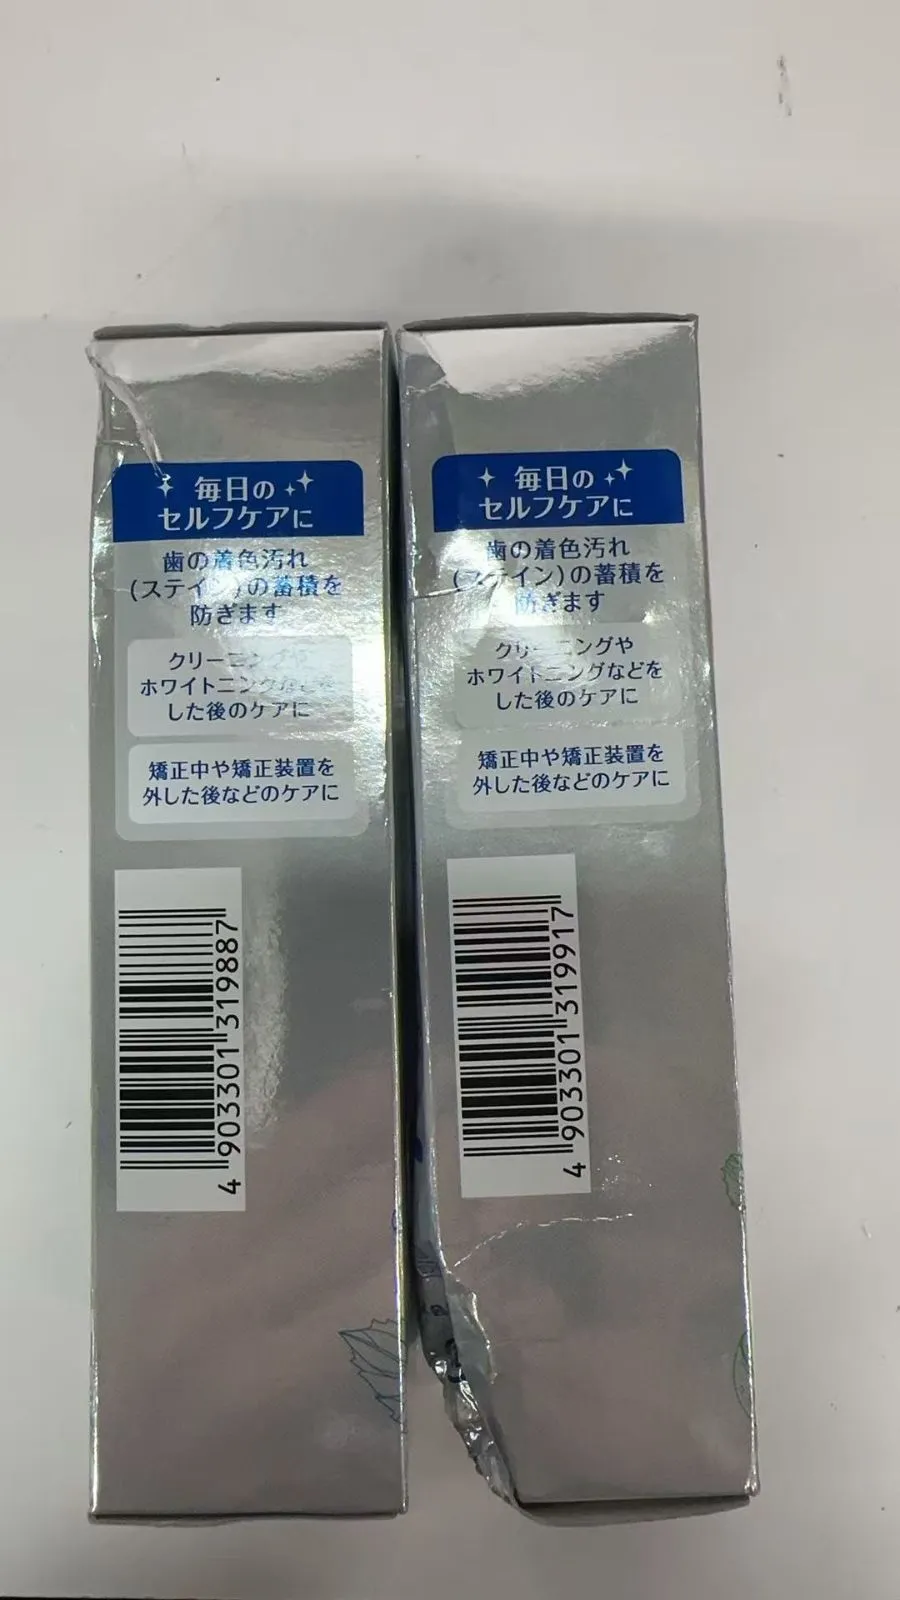 毎日の
セルフケアに
歯の着色汚れ
(ステイン)の蓄積を
防ぎます
クリーニングや
ホワイトニングなどを
した後のケアに
矯正中や矯正装置を
外した後などのケアに
4 903301 319887
毎日の
セルフケアに
歯の着色汚れ
(ステイン)の蓄積を
防ぎます
クリーニングや
ホワイトニングなどを
した後のケアに
矯正中や矯正装置を
外した後などのケアに
4 903301 319917